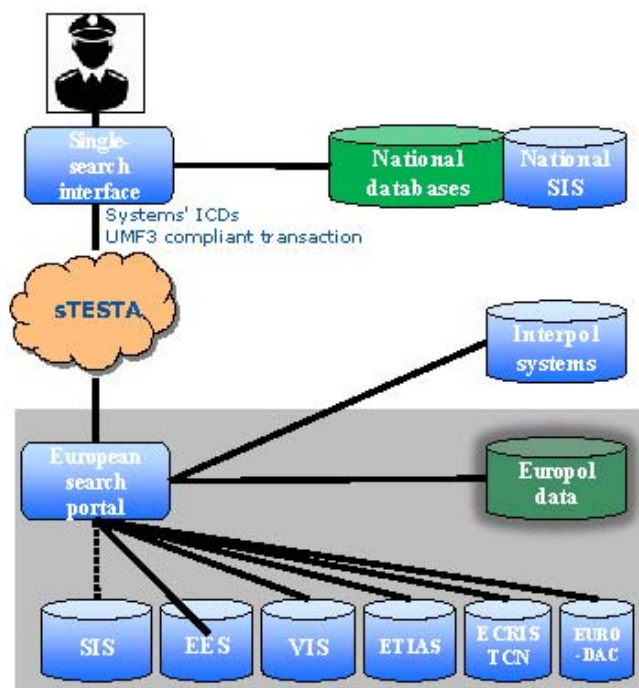 Single-
search
interface
National
databases
National
SIS
Systems' ICDs
UMF3 compliant transaction
sTESTA
Interpol
systems
European
search
portal
Europol
data
SIS
EES
VIS
ETIAS
ECRIS
TCN
EURO
-DAC